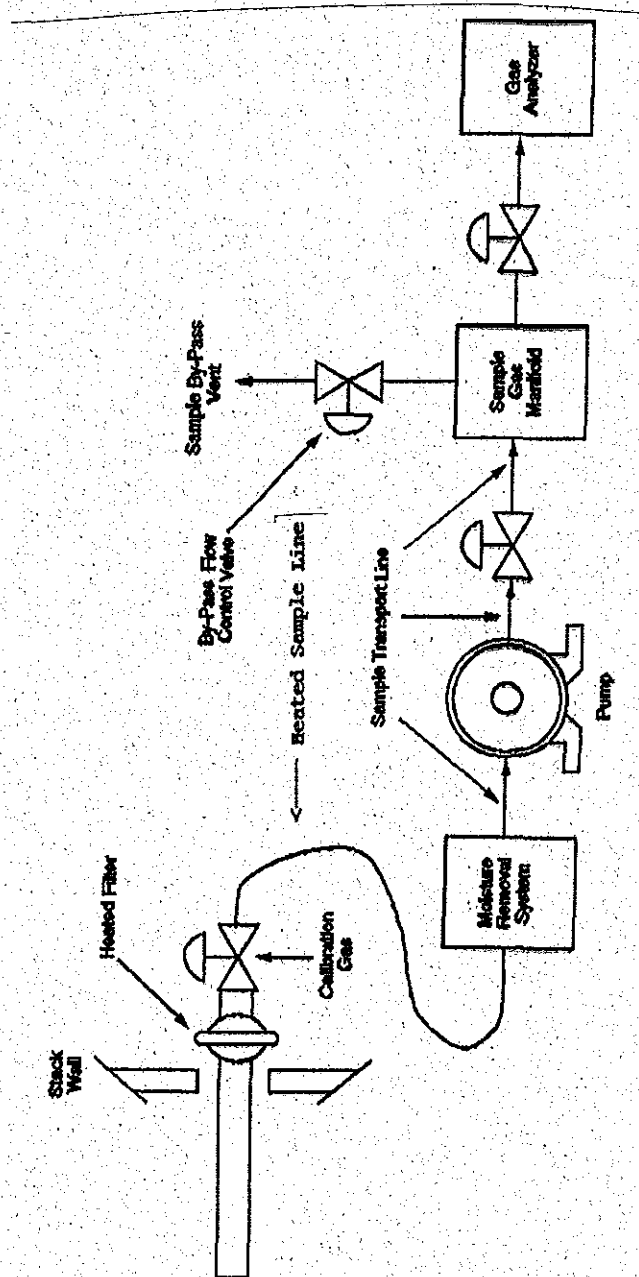 Stack
Wall
Heated Filter
Calibration
Gas
<---- Heated Sample Line
Moisture
Removal
System
Sample Transport Line
Pump
By-Pass Flow
Control Valve
Sample By-Pass
Vent
Sample
Gas
Manifold
Gas
Analyzer